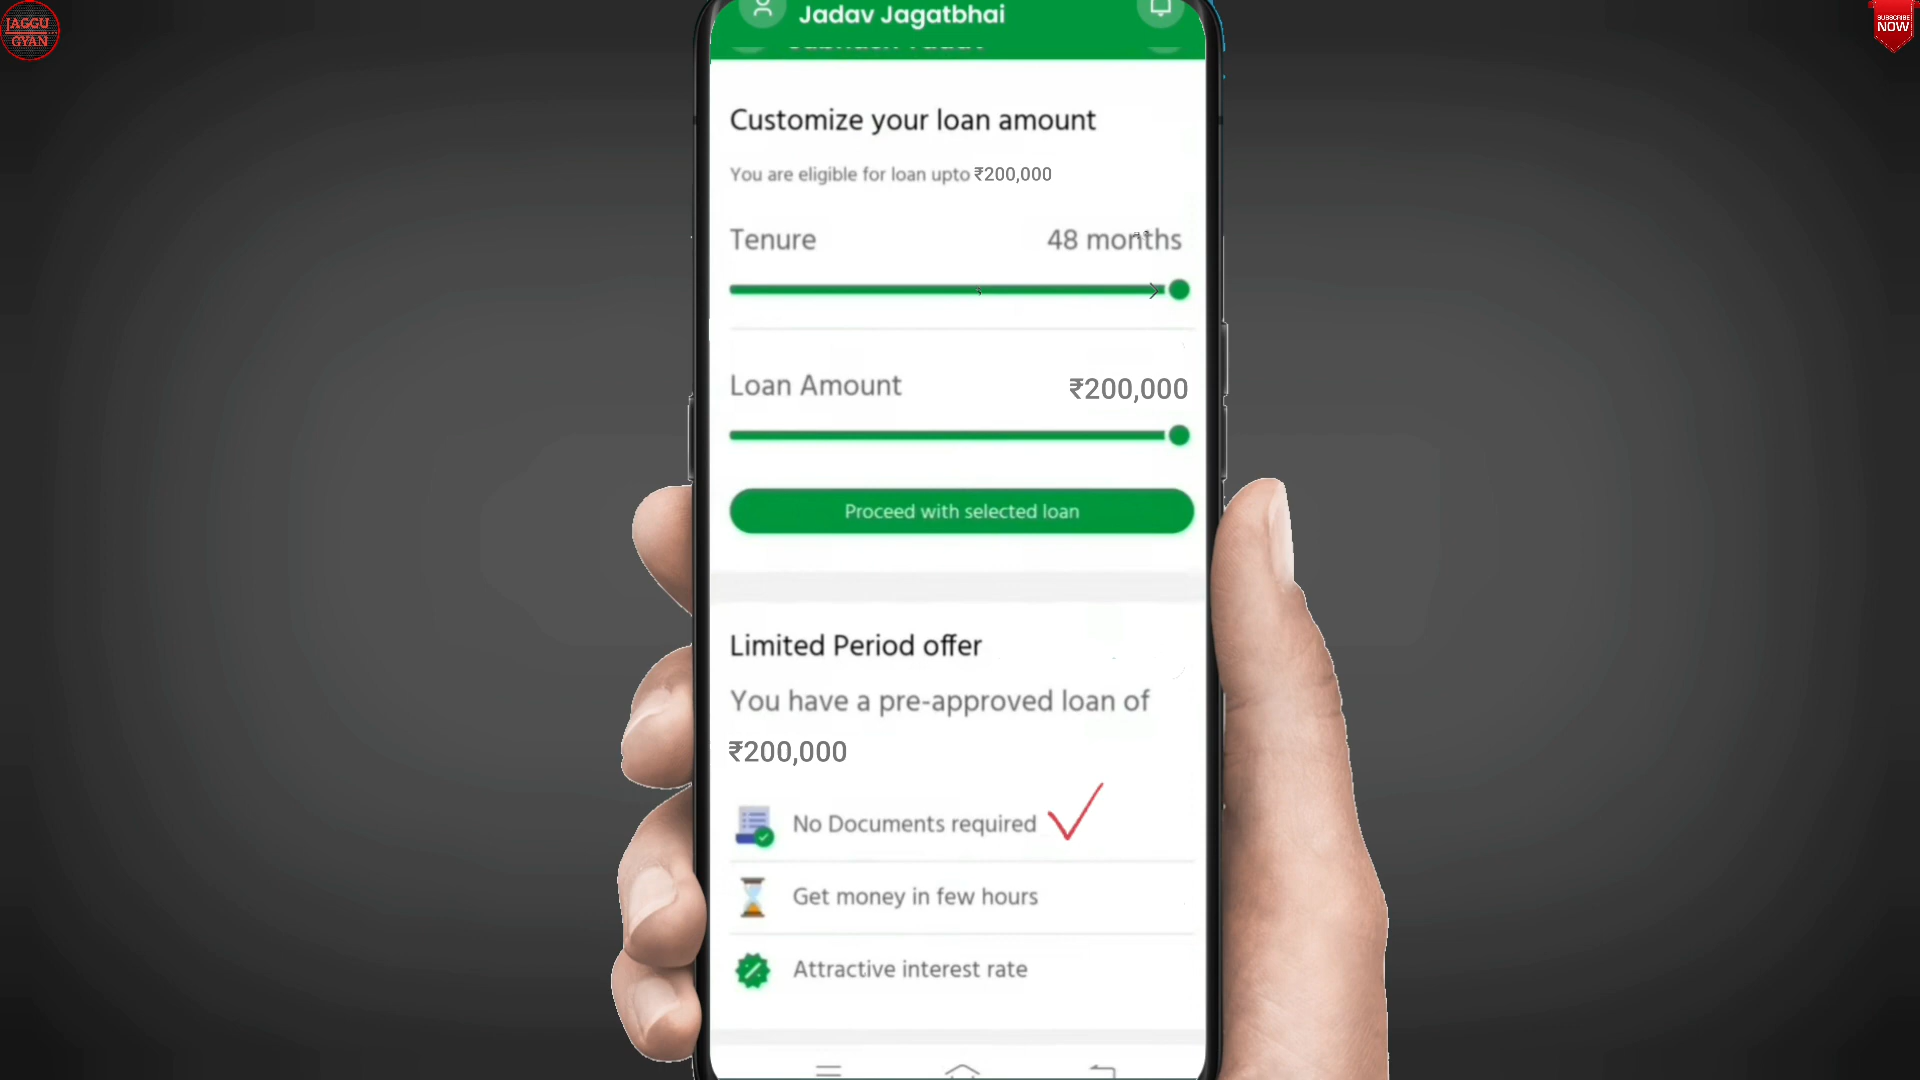 JAGGU
GYAN
SUBSCRIBE
NOW
Jadav Jagatbhai
Customize your loan amount
You are eligible for loan upto ₹200,000
Tenure 48 months
Loan Amount ₹200,000
Proceed with selected loan
Limited Period offer
You have a pre-approved loan of
₹200,000
No Documents required
Get money in few hours
Attractive interest rate